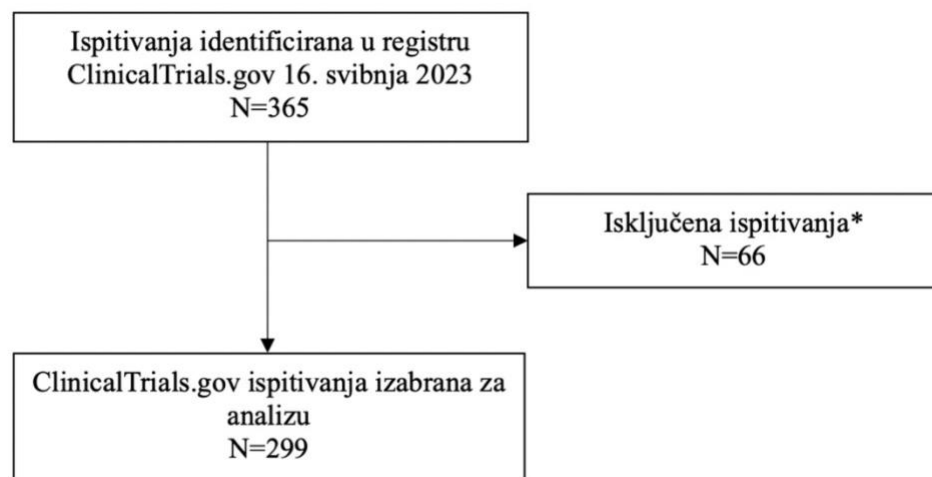 Ispitivanja identificirana u registru
ClinicalTrials.gov 16. svibnja 2023
N=365
Isključena ispitivanja*
N=66
ClinicalTrials.gov ispitivanja izabrana za
analizu
N=299